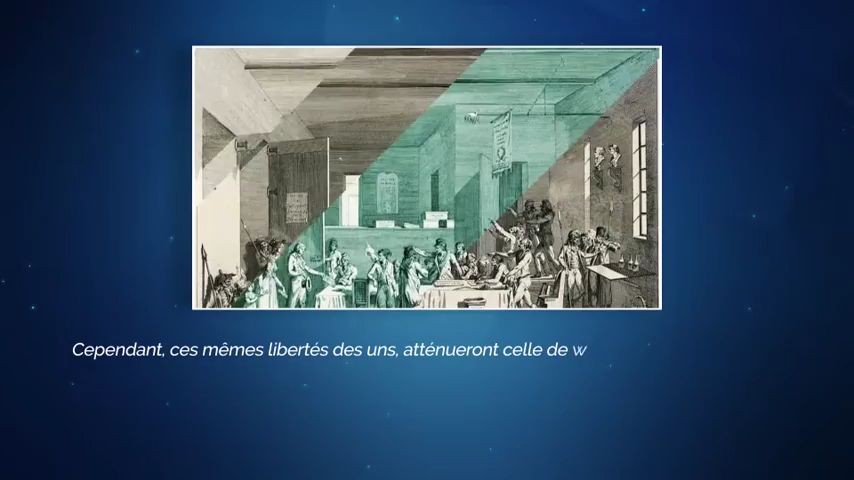 Cependant, ces mêmes libertés des uns, atténueront celle de w